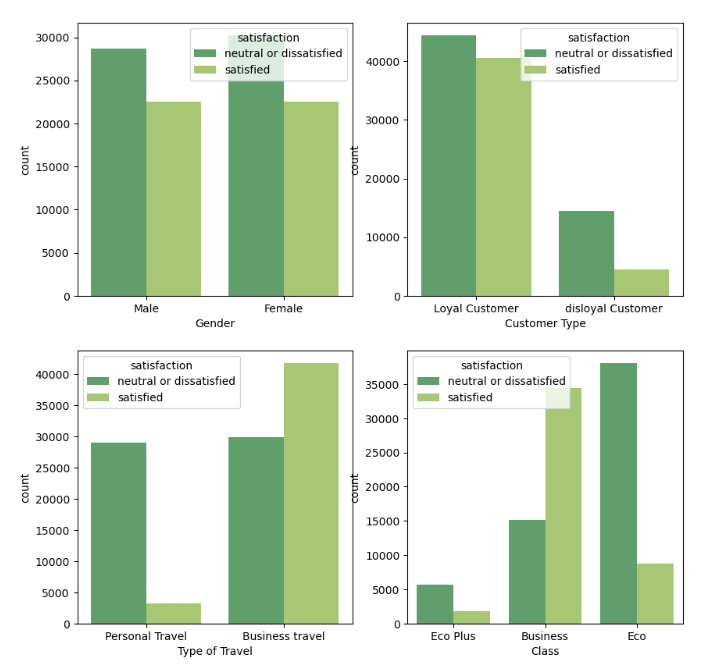 satisfaction
neutral or dissatisfied
satisfied
30000
25000
20000
15000
10000
5000
0
count
Male
Female
Gender
satisfaction
neutral or dissatisfied
satisfied
40000
30000
20000
10000
0
count
Loyal Customer
disloyal Customer
Customer Type
satisfaction
neutral or dissatisfied
satisfied
40000
35000
30000
25000
20000
15000
10000
5000
0
count
Personal Travel
Business travel
Type of Travel
satisfaction
neutral or dissatisfied
satisfied
35000
30000
25000
20000
15000
10000
5000
0
count
Eco Plus
Business
Eco
Class